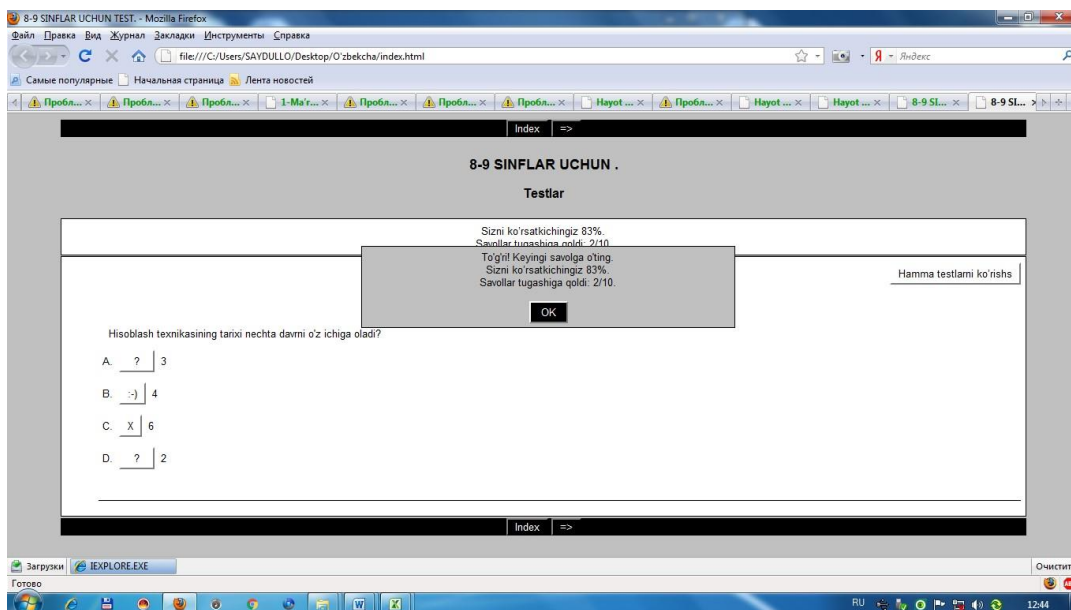 8-9 SINFLAR UCHUN TEST. - Mozilla Firefox
Файл Правка Вид Журнал Закладки Инструменты Справка
file:///C:/Users/SAYDULLO/Desktop/O'zbekcha/index.html
Яндекс
Самые популярные Начальная страница Лента новостей
Пробл... Пробл... Пробл... 1-Ma'r... Пробл... Пробл... Пробл... Hayot ... Пробл... Hayot ... Hayot ... 8-9 SI... 8-9 SI...
Index =>
8-9 SINFLAR UCHUN .
Testlar
Sizni ko'rsatkichingiz 83%.
Savollar tugashiga qoldi: 2/10.
To'g'ri! Keyingi savolga o'ting.
Sizni ko'rsatkichingiz 83%.
Savollar tugashiga qoldi: 2/10.
OK
Hamma testlarni ko'rishs
Hisoblash texnikasining tarixi nechta davrni o'z ichiga oladi?
A. ? 3
B. :-) 4
C. X 6
D. ? 2
Index =>
Загрузки IEXPLORE.EXE
Очистит
Готово
RU 12:44